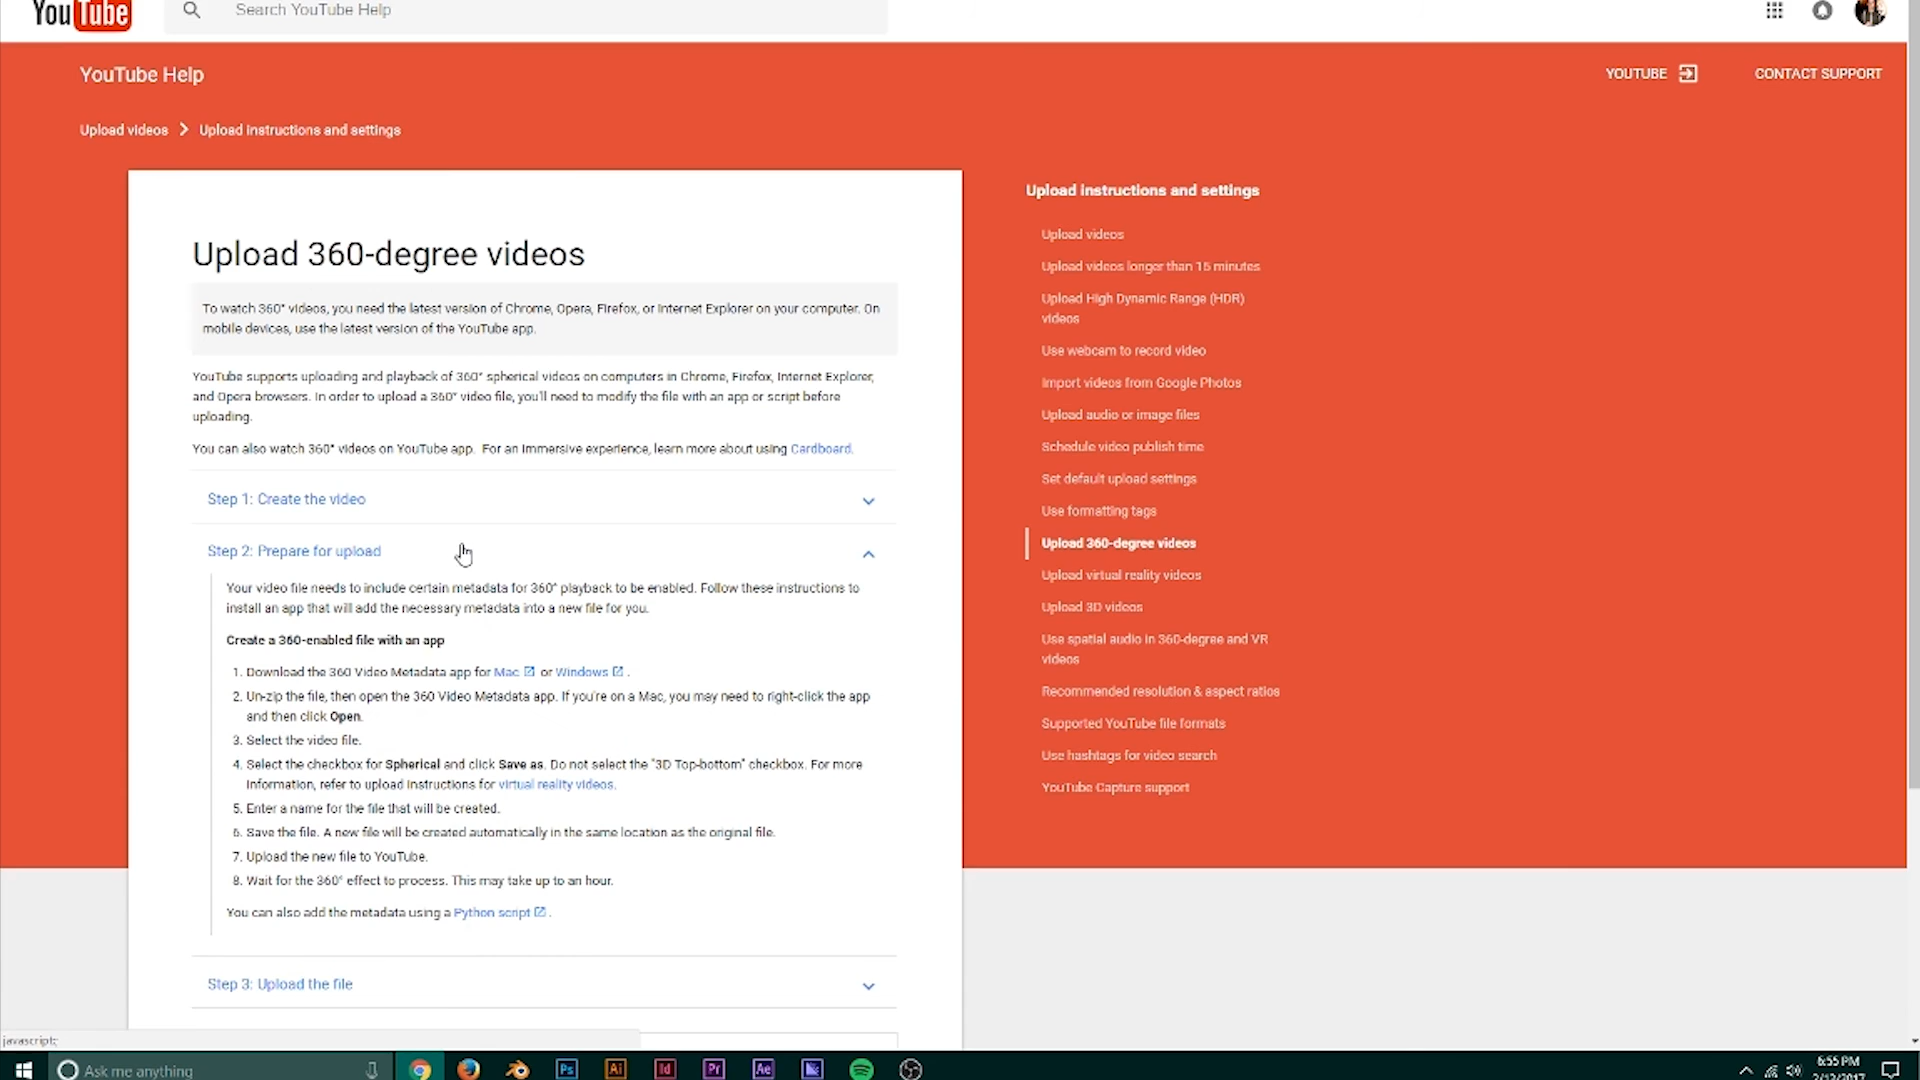 YouTube
Search YouTube Help
YouTube Help
YOUTUBE
CONTACT SUPPORT
Upload videos > Upload instructions and settings
Upload 360-degree videos
To watch 360° videos, you need the latest version of Chrome, Opera, Firefox, or Internet Explorer on your computer. On
mobile devices, use the latest version of the YouTube app.
YouTube supports uploading and playback of 360° spherical videos on computers in Chrome, Firefox, Internet Explorer,
and Opera browsers. In order to upload a 360° video file, you'll need to modify the file with an app or script before
uploading.
You can also watch 360° videos on YouTube app. For an immersive experience, learn more about using Cardboard.
Step 1: Create the video
Step 2: Prepare for upload
Your video file needs to include certain metadata for 360° playback to be enabled. Follow these instructions to
install an app that will add the necessary metadata into a new file for you.
Create a 360-enabled file with an app
1. Download the 360 Video Metadata app for Mac or Windows.
2. Un-zip the file, then open the 360 Video Metadata app. If you're on a Mac, you may need to right-click the app
and then click Open.
3. Select the video file.
4. Select the checkbox for Spherical and click Save as. Do not select the "3D Top-bottom" checkbox. For more
information, refer to upload instructions for virtual reality videos.
5. Enter a name for the file that will be created.
6. Save the file. A new file will be created automatically in the same location as the original file.
7. Upload the new file to YouTube.
8. Wait for the 360° effect to process. This may take up to an hour.
You can also add the metadata using a Python script.
Step 3: Upload the file
Upload instructions and settings
Upload videos
Upload videos longer than 15 minutes
Upload High Dynamic Range (HDR)
videos
Use webcam to record video
Import videos from Google Photos
Upload audio or image files
Schedule video publish time
Set default upload settings
Use formatting tags
Upload 360-degree videos
Upload virtual reality videos
Upload 3D videos
Use spatial audio in 360-degree and VR
videos
Recommended resolution & aspect ratios
Supported YouTube file formats
Use hashtags for video search
YouTube Capture support
javascript:;
Ask me anything
Ps
Ai
Id
Pr
Ae
6:55 PM